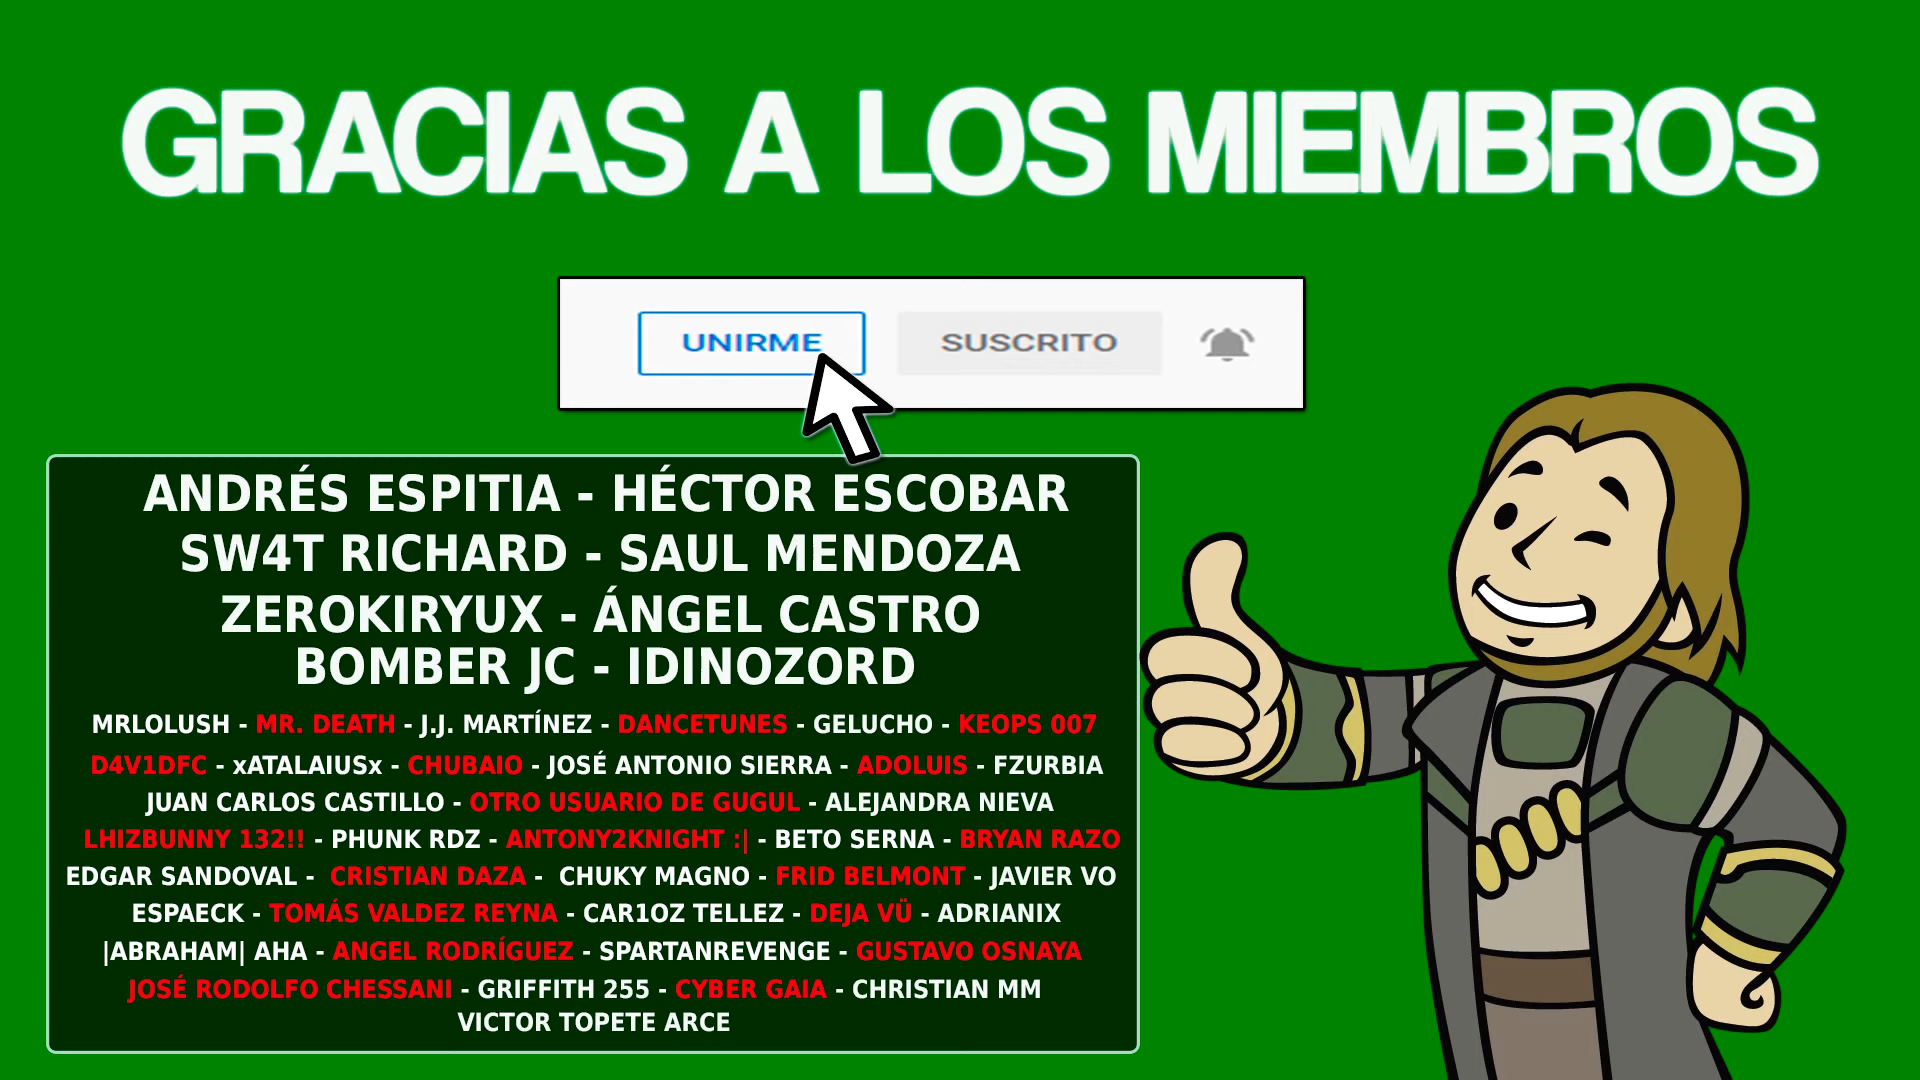 GRACIAS A LOS MIEMBROS
UNIRME SUSCRITO
ANDRÉS ESPITIA - HÉCTOR ESCOBAR
SW4T RICHARD - SAUL MENDOZA
ZEROKIRYUX - ÁNGEL CASTRO
BOMBER JC - IDINOZORD
MRLOLUSH - MR. DEATH - J.J. MARTÍNEZ - DANCETUNES - GELUCHO - KEOPS 007
D4V1DFC - xATALAIUSx - CHUBAIO - JOSÉ ANTONIO SIERRA - ADOLUIS - FZURBIA
JUAN CARLOS CASTILLO - OTRO USUARIO DE GUGUL - ALEJANDRA NIEVA
LHIZBUNNY 132!! - PHUNK RDZ - ANTONY2KNIGHT :| - BETO SERNA - BRYAN RAZO
EDGAR SANDOVAL - CRISTIAN DAZA - CHUKY MAGNO - FRID BELMONT - JAVIER VO
ESPAECK - TOMÁS VALDEZ REYNA - CAR1OZ TELLEZ - DEJA VÜ - ADRIANIX
|ABRAHAM| AHA - ANGEL RODRÍGUEZ - SPARTANREVENGE - GUSTAVO OSNAYA
JOSÉ RODOLFO CHESSANI - GRIFFITH 255 - CYBER GAIA - CHRISTIAN MM
VICTOR TOPETE ARCE